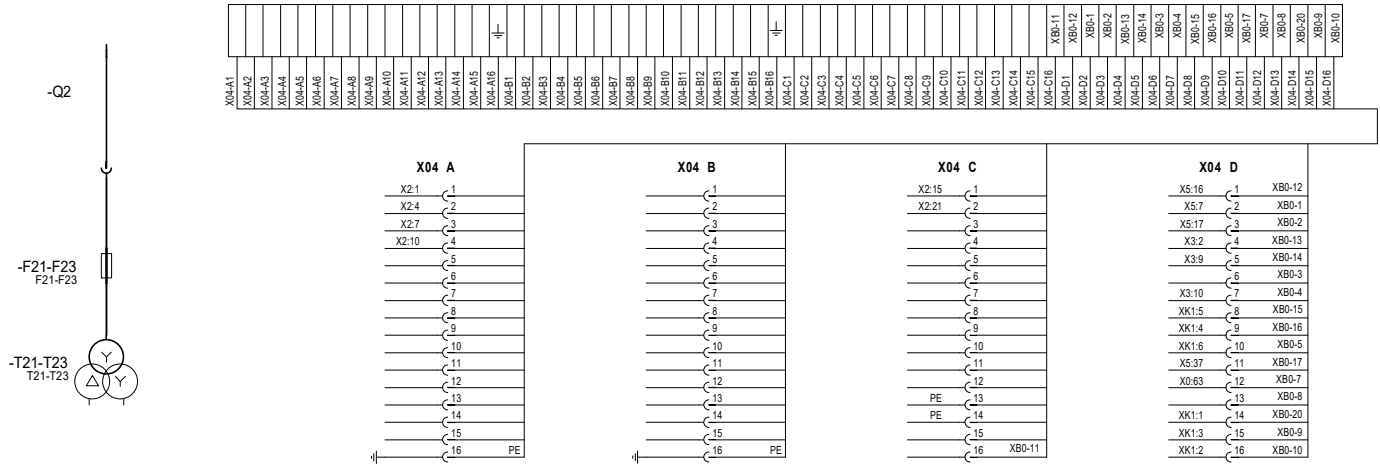 XB0-11
XB0-12
XB0-1
XB0-2
XB0-13
XB0-14
XB0-3
XB0-4
XB0-15
XB0-16
XB0-5
XB0-17
XB0-7
XB0-8
XB0-20
XB0-9
XB0-10
X04-A1
X04-A2
X04-A3
X04-A4
X04-A5
X04-A6
X04-A7
X04-A8
X04-A9
X04-A10
X04-A11
X04-A12
X04-A13
X04-A14
X04-A15
X04-A16
X04-B1
X04-B2
X04-B3
X04-B4
X04-B5
X04-B6
X04-B7
X04-B8
X04-B9
X04-B10
X04-B11
X04-B12
X04-B13
X04-B14
X04-B15
X04-B16
X04-C1
X04-C2
X04-C3
X04-C4
X04-C5
X04-C6
X04-C7
X04-C8
X04-C9
X04-C10
X04-C11
X04-C12
X04-C13
X04-C14
X04-C15
X04-C16
X04-D1
X04-D2
X04-D3
X04-D4
X04-D5
X04-D6
X04-D7
X04-D8
X04-D9
X04-D10
X04-D11
X04-D12
X04-D13
X04-D14
X04-D15
X04-D16
-Q2
-F21-F23
F21-F23
-T21-T23
T21-T23
Y
Y
X04 A
X2:1 1
X2:4 2
X2:7 3
X2:10 4
5
6
7
8
9
10
11
12
13
14
15
16 PE
X04 B
1
2
3
4
5
6
7
8
9
10
11
12
13
14
15
16 PE
X04 C
X2:15 1
X2:21 2
3
4
5
6
7
8
9
10
11
12
PE 13
PE 14
15
16 XB0-11
X04 D
X5:16 1 XB0-12
X5:7 2 XB0-1
X5:17 3 XB0-2
X3:2 4 XB0-13
X3:9 5 XB0-14
6 XB0-3
X3:10 7 XB0-4
XK1:5 8 XB0-15
XK1:4 9 XB0-16
XK1:6 10 XB0-5
X5:37 11 XB0-17
X0:63 12 XB0-7
13 XB0-8
XK1:1 14 XB0-20
XK1:3 15 XB0-9
XK1:2 16 XB0-10